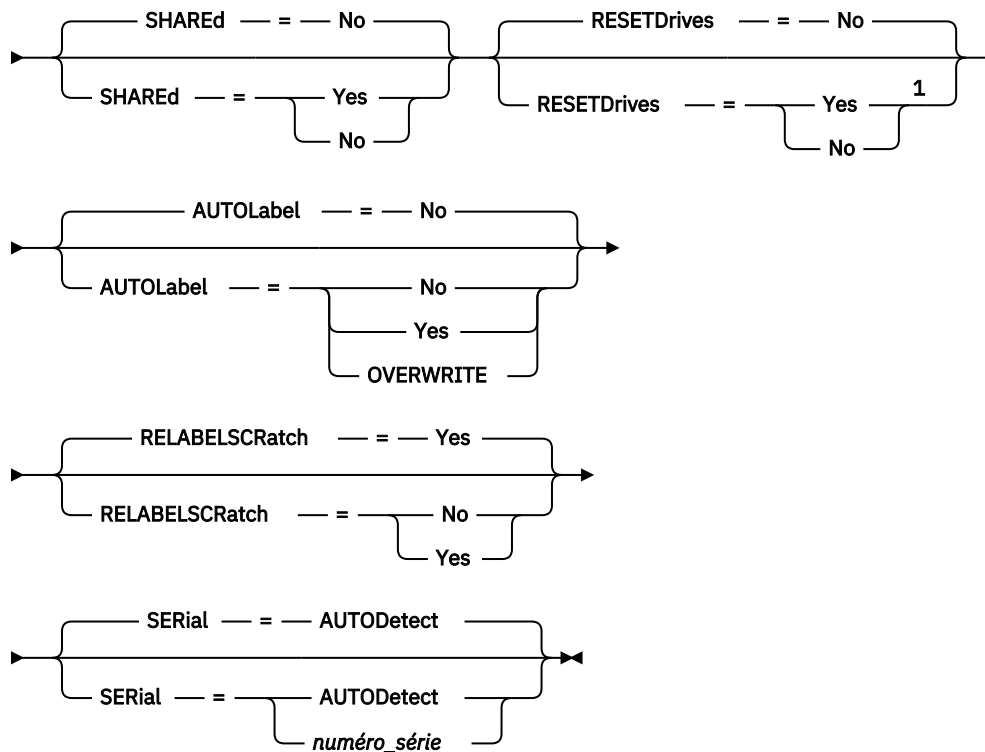 SHAREd = No RESETDrives = No
SHAREd = Yes RESETDrives = Yes 1
No No
AUTOLabel = No
AUTOLabel = No
Yes
OVERWRITE
RELABELSCRatch = Yes
RELABELSCRatch = No
Yes
SERial = AUTODetect
SERial = AUTODetect
numéro_série